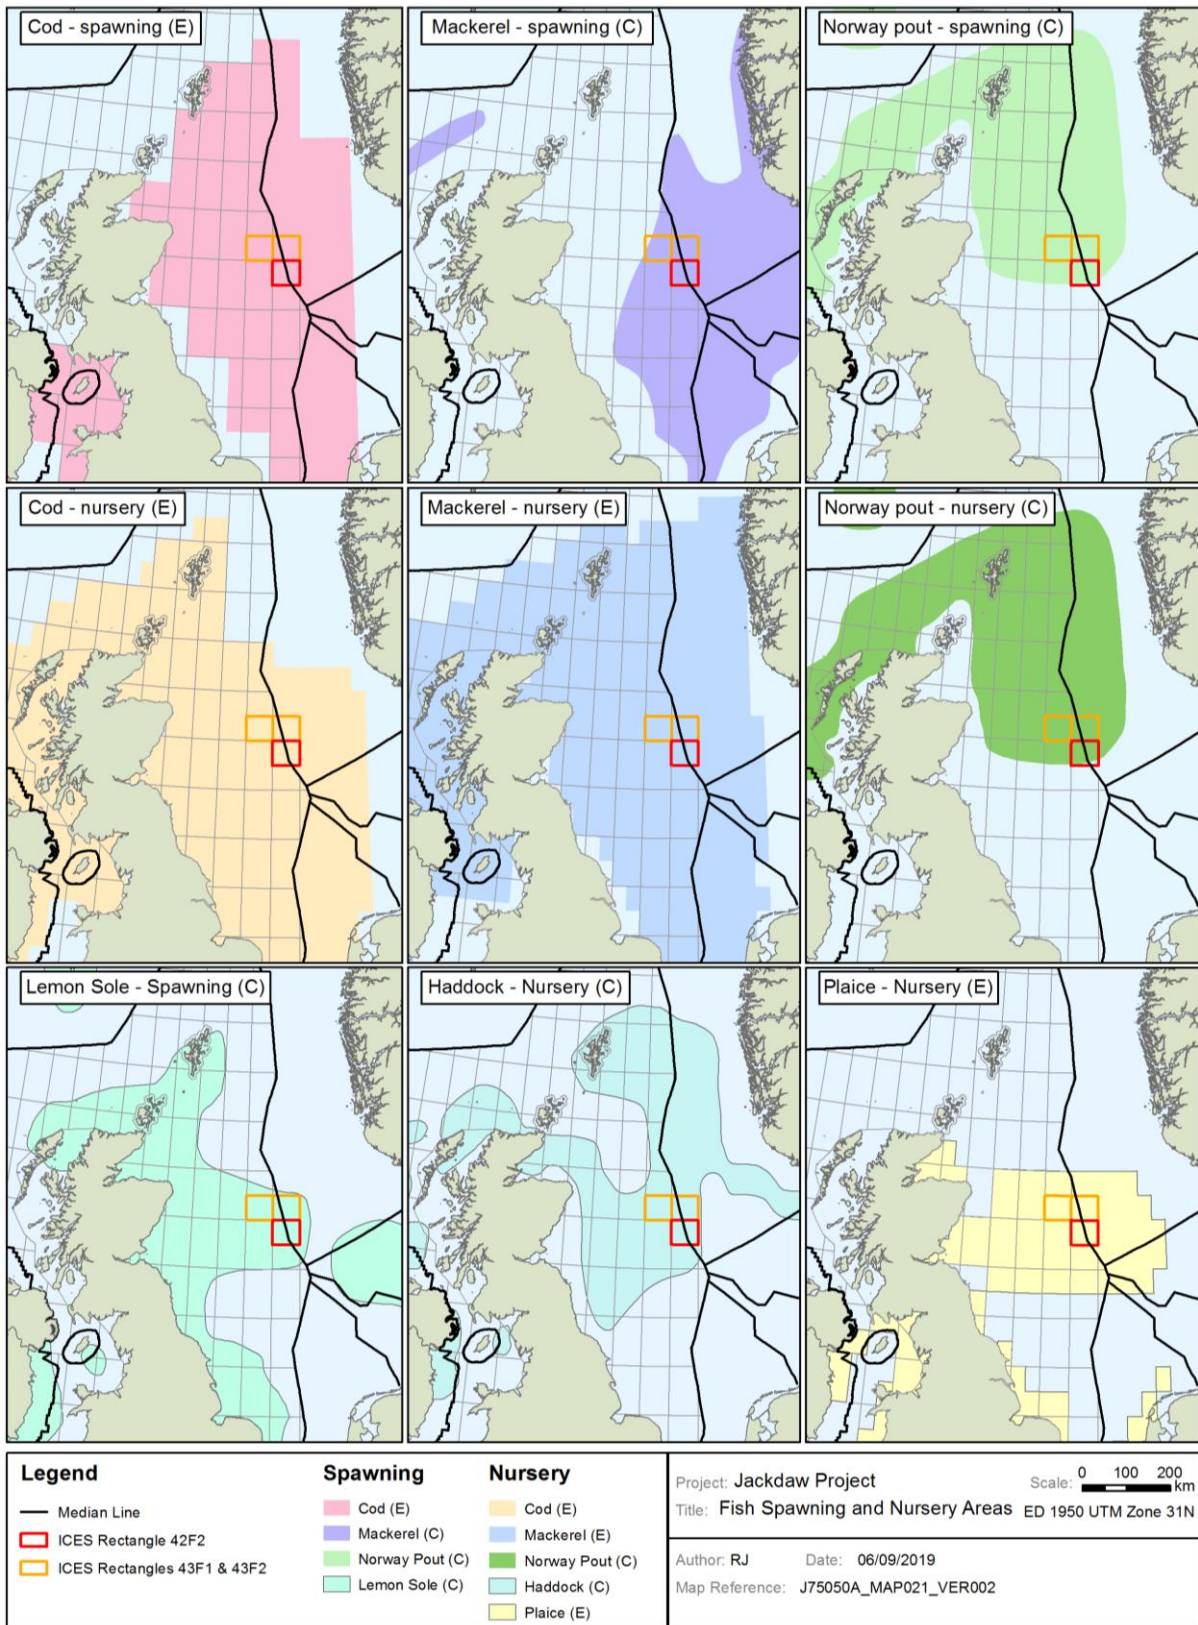 Cod - spawning (E)
Mackerel - spawning (C)
Norway pout - spawning (C)
Cod - nursery (E)
Mackerel - nursery (E)
Norway pout - nursery (C)
Lemon Sole - Spawning (C)
Haddock - Nursery (C)
Plaice - Nursery (E)
Legend
Median Line
ICES Rectangle 42F2
ICES Rectangles 43F1 & 43F2
Spawning
Cod (E)
Mackerel (C)
Norway Pout (C)
Lemon Sole (C)
Nursery
Cod (E)
Mackerel (E)
Norway Pout (C)
Haddock (C)
Plaice (E)
Project: Jackdaw Project
Scale: 0 100 200 km
Title: Fish Spawning and Nursery Areas ED 1950 UTM Zone 31N
Author: RJ Date: 06/09/2019
Map Reference: J75050A_MAP021_VER002